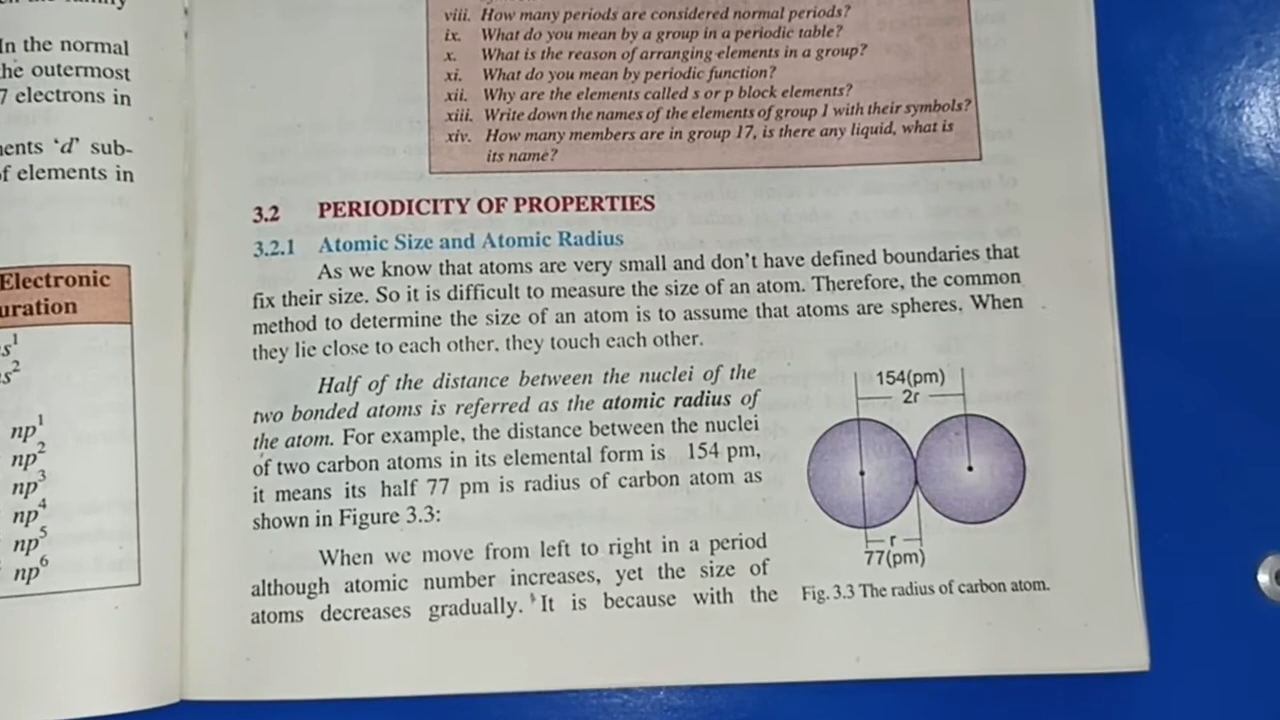 In the normal
he outermost
7 electrons in
ents ‘d’ sub-
of elements in
Electronic
uration
s¹
s²
np¹
np²
np³
np⁴
np⁵
np⁶
viii. How many periods are considered normal periods?
ix. What do you mean by a group in a periodic table?
x. What is the reason of arranging elements in a group?
xi. What do you mean by periodic function?
xii. Why are the elements called s or p block elements?
xiii. Write down the names of the elements of group 1 with their symbols?
xiv. How many members are in group 17, is there any liquid, what is
its name?
3.2 PERIODICITY OF PROPERTIES
3.2.1 Atomic Size and Atomic Radius
As we know that atoms are very small and don’t have defined boundaries that
fix their size. So it is difficult to measure the size of an atom. Therefore, the common
method to determine the size of an atom is to assume that atoms are spheres. When
they lie close to each other, they touch each other.
Half of the distance between the nuclei of the
two bonded atoms is referred as the atomic radius of
the atom. For example, the distance between the nuclei
of two carbon atoms in its elemental form is 154 pm,
it means its half 77 pm is radius of carbon atom as
shown in Figure 3.3:
When we move from left to right in a period
although atomic number increases, yet the size of
atoms decreases gradually. It is because with the
154(pm)
2r
r
77(pm)
Fig. 3.3 The radius of carbon atom.